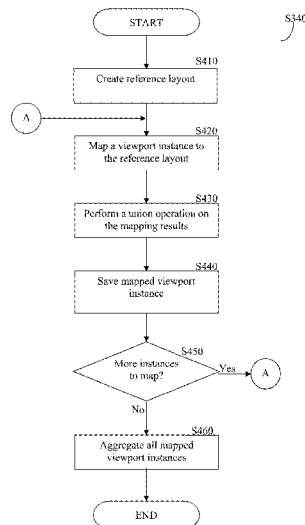 START
S340
S410
Create reference layout
A
S420
Map a viewport instance to
the reference layout
S430
Perform a union operation on
the mapping results
S440
Save mapped viewport
instance
S450
More instances
to map?
Yes
A
No
S460
Aggregate all mapped
viewport instances
END